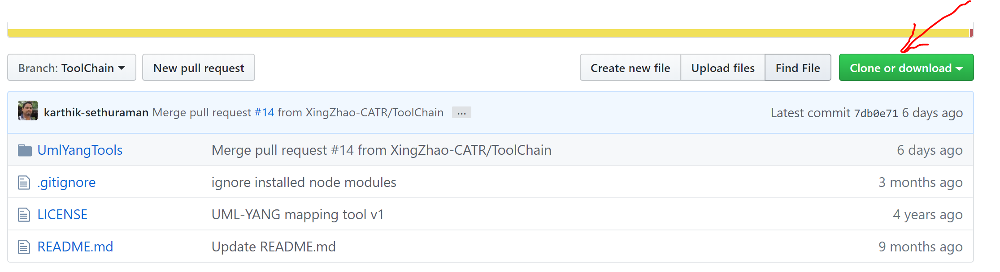 Branch: ToolChain New pull request Create new file Upload files Find File Clone or download
karthik-sethuraman Merge pull request #14 from XingZhao-CATR/ToolChain ... Latest commit 7db0e71 6 days ago
UmlYangTools Merge pull request #14 from XingZhao-CATR/ToolChain 6 days ago
.gitignore ignore installed node modules 3 months ago
LICENSE UML-YANG mapping tool v1 4 years ago
README.md Update README.md 9 months ago